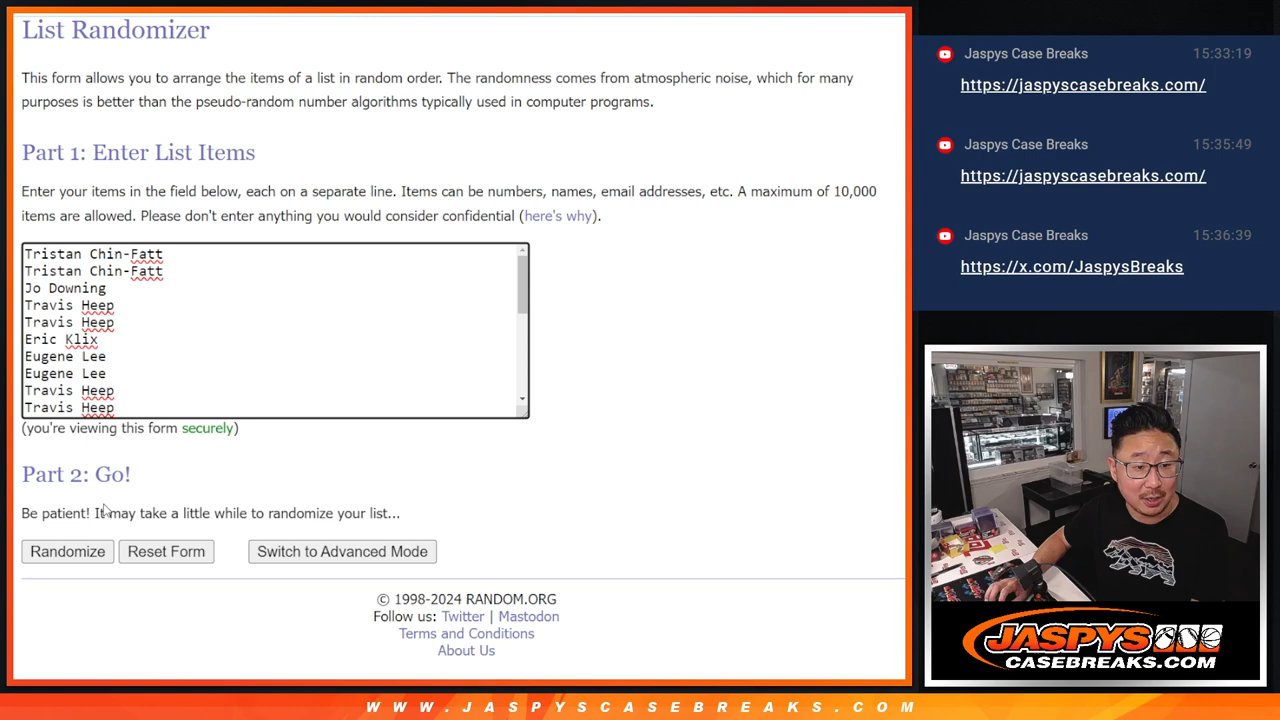 List Randomizer
This form allows you to arrange the items of a list in random order. The randomness comes from atmospheric noise, which for many
purposes is better than the pseudo-random number algorithms typically used in computer programs.
Part 1: Enter List Items
Enter your items in the field below, each on a separate line. Items can be numbers, names, email addresses, etc. A maximum of 10,000
items are allowed. Please don't enter anything you would consider confidential (here's why).
Tristan Chin-Fatt
Tristan Chin-Fatt
Jo Downing
Travis Heep
Travis Heep
Eric Klix
Eugene Lee
Eugene Lee
Travis Heep
Travis Heep
(you're viewing this form securely)
Part 2: Go!
Be patient! It may take a little while to randomize your list...
Randomize Reset Form Switch to Advanced Mode
© 1998-2024 RANDOM.ORG
Follow us: Twitter | Mastodon
Terms and Conditions
About Us
Jaspys Case Breaks 15:33:19
https://jaspyscasebreaks.com/
Jaspys Case Breaks 15:35:49
https://jaspyscasebreaks.com/
Jaspys Case Breaks 15:36:39
https://x.com/JaspysBreaks
JASPYS
CASEBREAKS.COM
WWW.JASPYSCASEBREAKS.COM